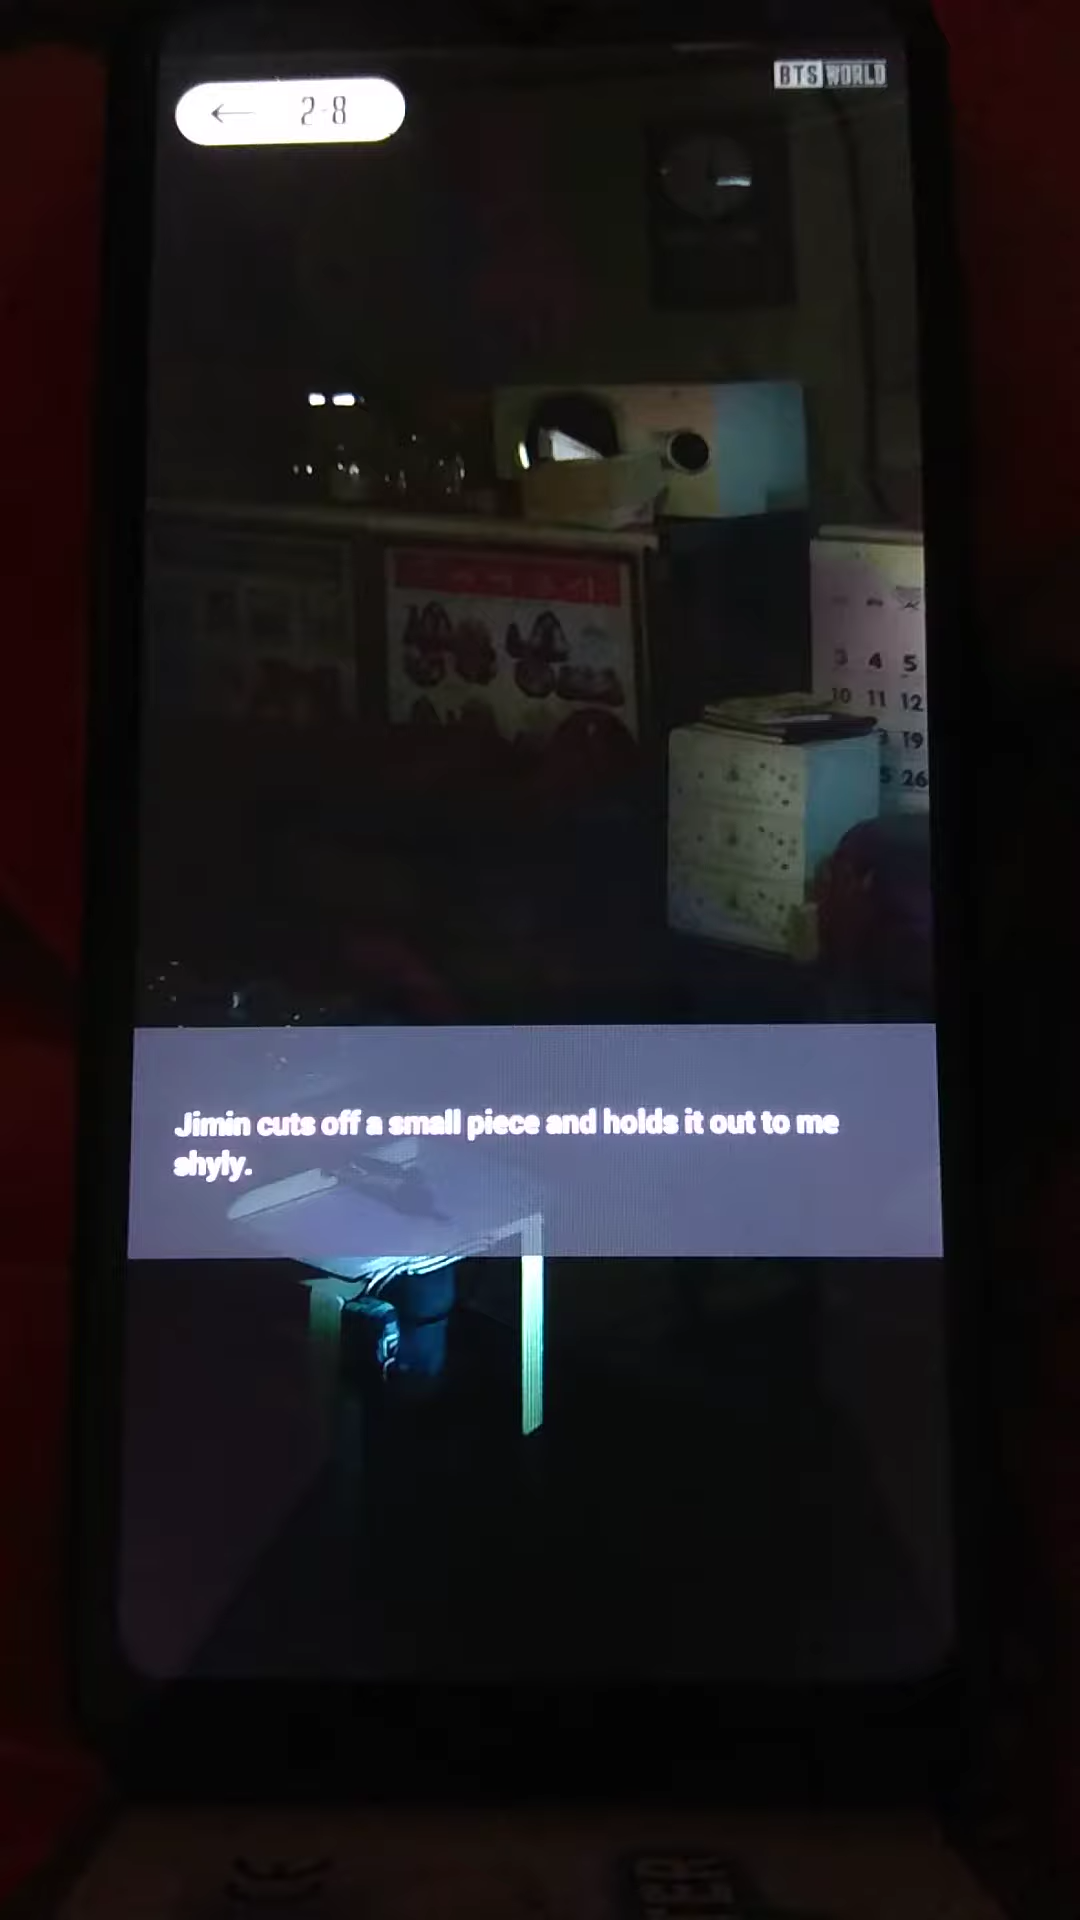 BTS WORLD
2-8
Jimin cuts off a small piece and holds it out to me
shyly.
3 4 5
10 11 12
19
26